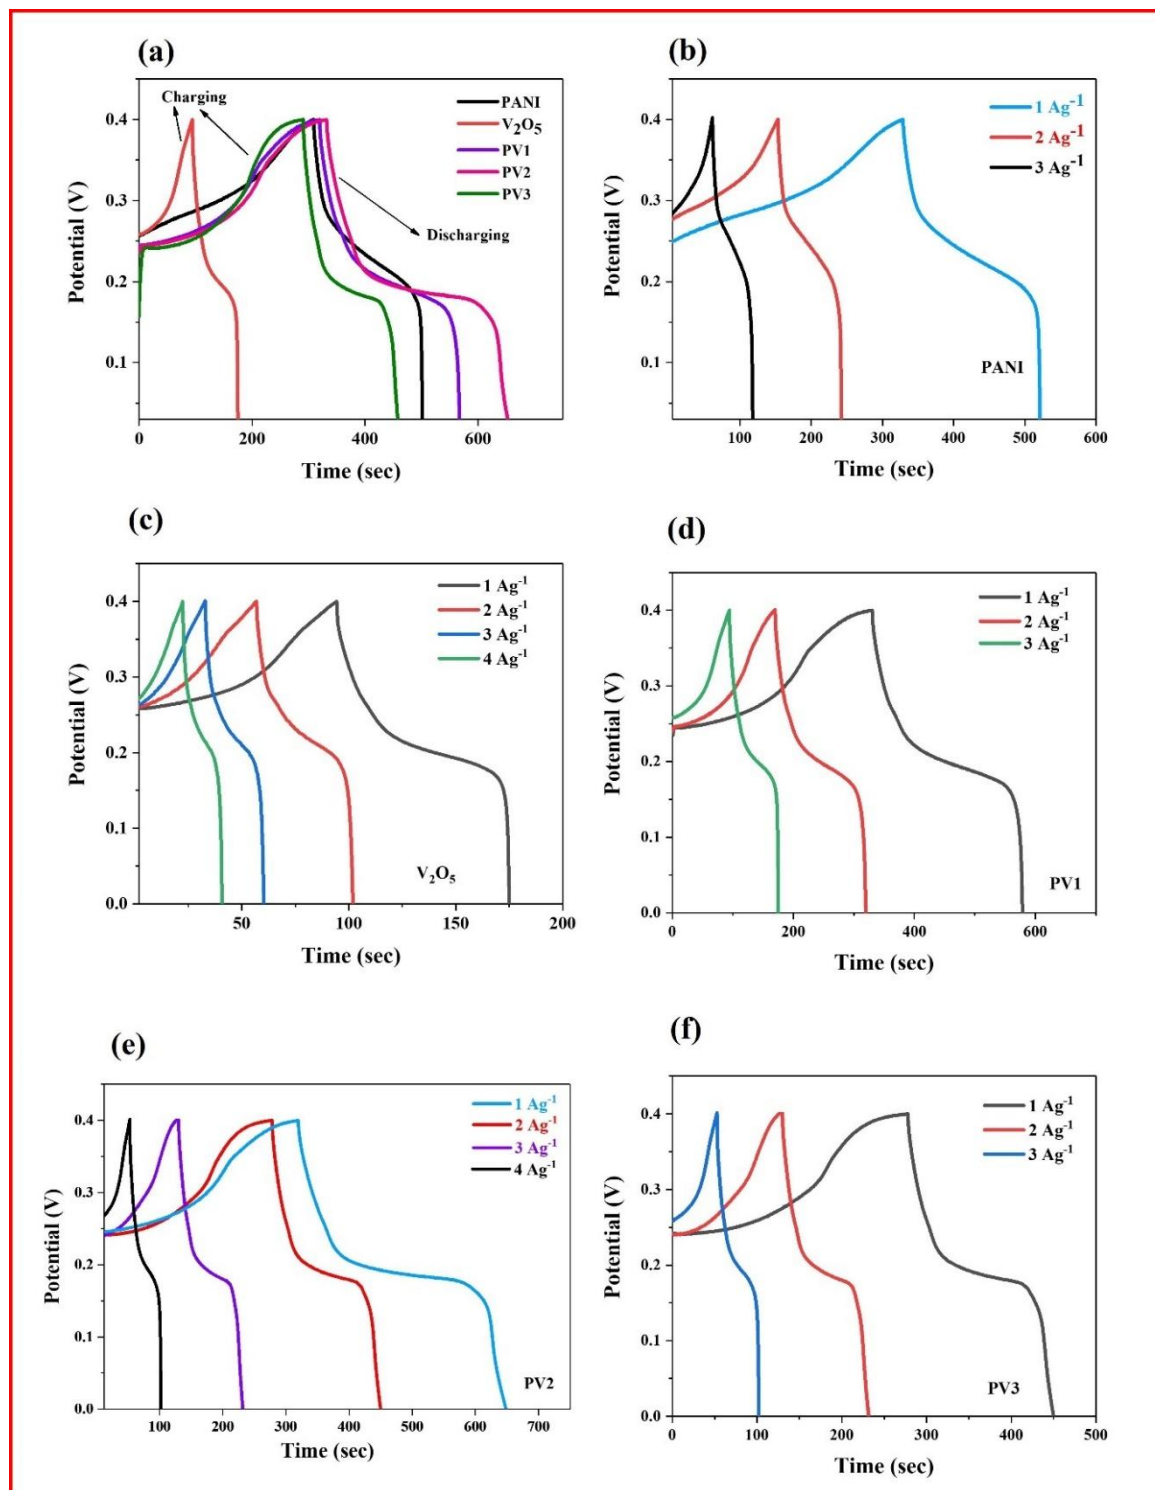 (a)
Charging
PANI
V₂O₅
PV1
PV2
PV3
Discharging
Potential (V)
0.4
0.3
0.2
0.1
0 200 400 600
Time (sec)
(b)
1 Ag⁻¹
2 Ag⁻¹
3 Ag⁻¹
PANI
Potential (V)
0.4
0.3
0.2
0.1
100 200 300 400 500 600
Time (sec)
(c)
1 Ag⁻¹
2 Ag⁻¹
3 Ag⁻¹
4 Ag⁻¹
V₂O₅
Potential (V)
0.4
0.3
0.2
0.1
0.0
50 100 150 200
Time (sec)
(d)
1 Ag⁻¹
2 Ag⁻¹
3 Ag⁻¹
PV1
Potential (V)
0.4
0.3
0.2
0.1
0.0
0 200 400 600
Time (sec)
(e)
1 Ag⁻¹
2 Ag⁻¹
3 Ag⁻¹
4 Ag⁻¹
PV2
Potential (V)
0.4
0.3
0.2
0.1
0.0
100 200 300 400 500 600 700
Time (sec)
(f)
1 Ag⁻¹
2 Ag⁻¹
3 Ag⁻¹
PV3
Potential (V)
0.4
0.3
0.2
0.1
0.0
0 100 200 300 400 500
Time (sec)